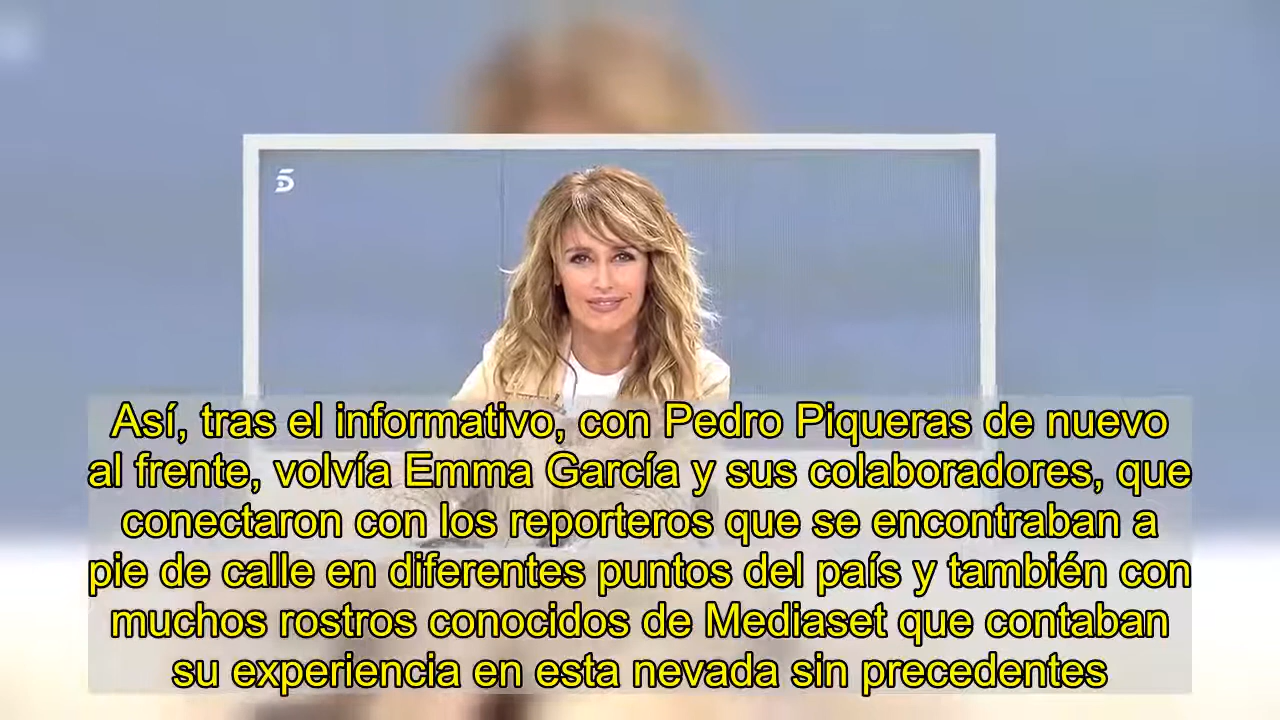 Así, tras el informativo, con Pedro Piqueras de nuevo
al frente, volvía Emma García y sus colaboradores, que
conectaron con los reporteros que se encontraban a
pie de calle en diferentes puntos del país y también con
muchos rostros conocidos de Mediaset que contaban
su experiencia en esta nevada sin precedentes